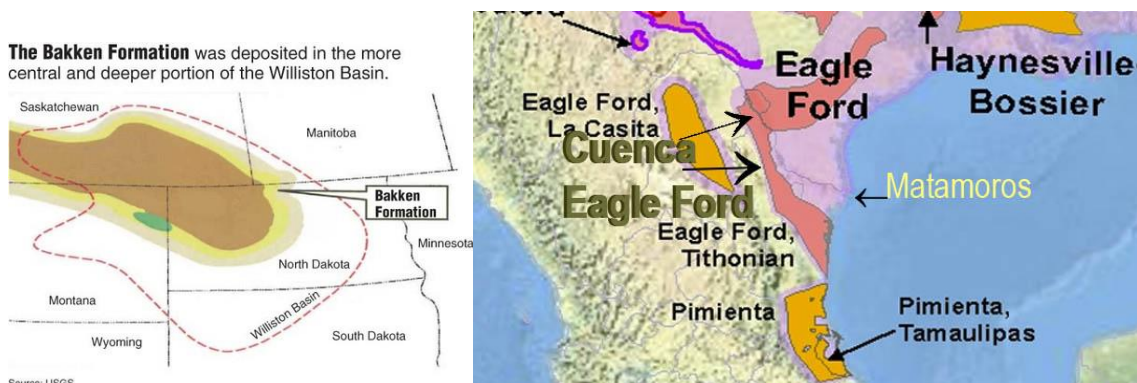 The Bakken Formation was deposited in the more
central and deeper portion of the Williston Basin.
Saskatchewan
Manitoba
Bakken
Formation
Minnesota
North Dakota
Montana
Williston Basin
South Dakota
Wyoming
Source: USGS
Eagle
Ford
Haynesville-
Bossier
Eagle Ford,
La Casita
Cuenca
Eagle Ford
Matamoros
Eagle Ford,
Tithonian
Pimienta
Pimienta,
Tamaulipas